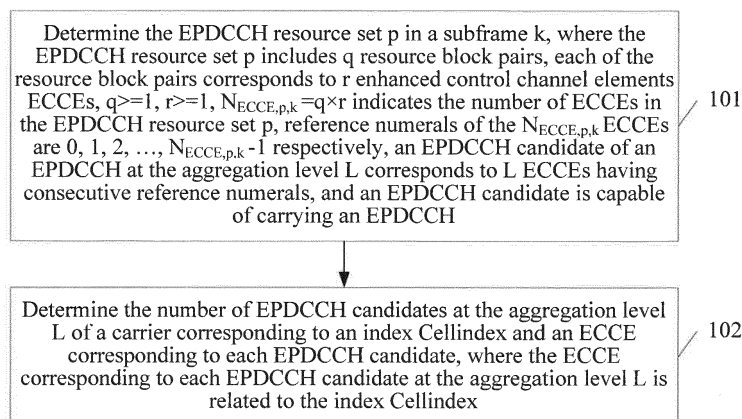 Determine the EPDCCH resource set p in a subframe k, where the
EPDCCH resource set p includes q resource block pairs, each of the
resource block pairs corresponds to r enhanced control channel elements
ECCEs, q>=1, r>=1, N_ECCE,p,k=q×r indicates the number of ECCEs in
the EPDCCH resource set p, reference numerals of the N_ECCE,p,k ECCEs
are 0, 1, 2, …, N_ECCE,p,k -1 respectively, an EPDCCH candidate of an
EPDCCH at the aggregation level L corresponds to L ECCEs having
consecutive reference numerals, and an EPDCCH candidate is capable
of carrying an EPDCCH
101
Determine the number of EPDCCH candidates at the aggregation level
L of a carrier corresponding to an index Cellindex and an ECCE
corresponding to each EPDCCH candidate, where the ECCE
corresponding to each EPDCCH candidate at the aggregation level L is
related to the index Cellindex
102